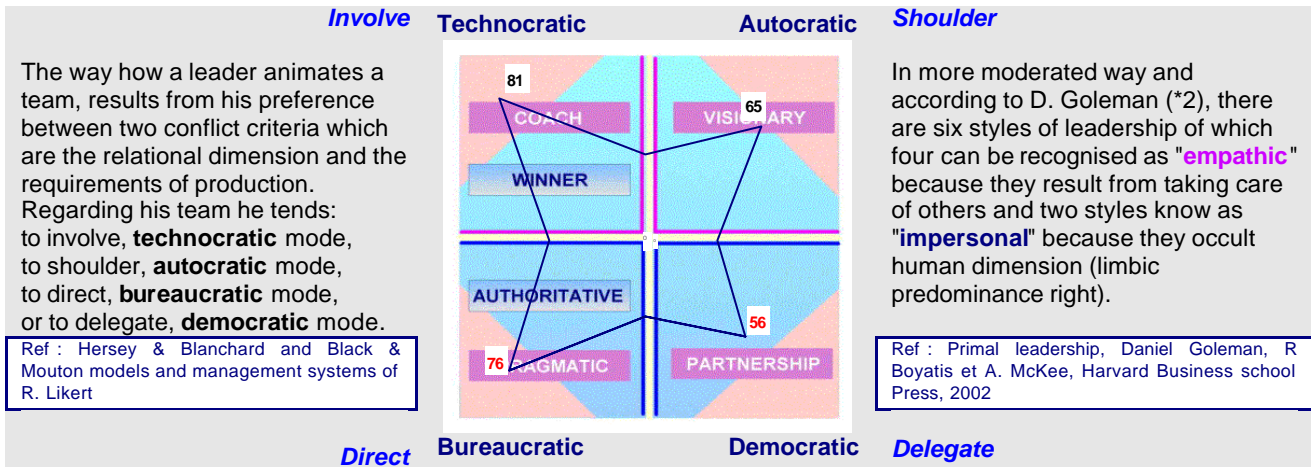 Involve
Technocratic
Autocratic
Shoulder
The way how a leader animates a
team, results from his preference
between two conflict criteria which
are the relational dimension and the
requirements of production.
Regarding his team he tends:
to involve, technocratic mode,
to shoulder, autocratic mode,
to direct, bureaucratic mode,
or to delegate, democratic mode.
Ref : Hersey & Blanchard and Black &
Mouton models and management systems of
R. Likert
81
65
COACH
VISIONARY
WINNER
AUTHORITATIVE
56
76
RAGMATIC
PARTNERSHIP
In more moderated way and
according to D. Goleman (*2), there
are six styles of leadership of which
four can be recognised as "empathic"
because they result from taking care
of others and two styles know as
"impersonal" because they occult
human dimension (limbic
predominance right).
Ref : Primal leadership, Daniel Goleman, R
Boyatis et A. McKee, Harvard Business school
Press, 2002
Direct
Bureaucratic
Democratic
Delegate